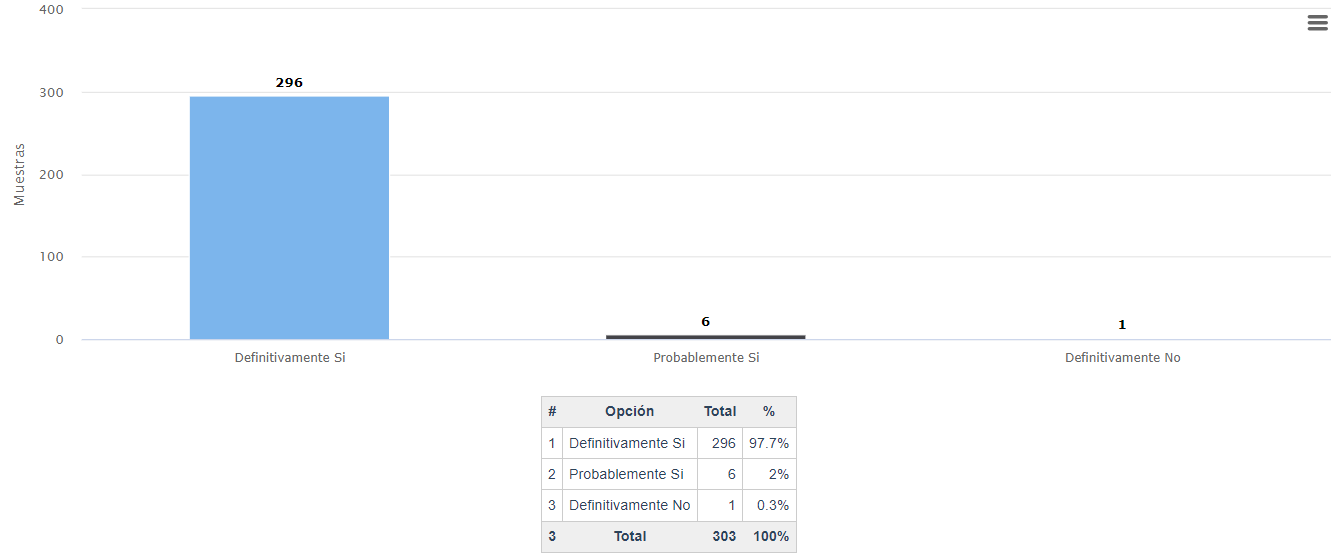 400
300
200
100
0
Muestras
296
6
1
Definitivamente Si
Probablemente Si
Definitivamente No
# Opción Total %
1 Definitivamente Si 296 97.7%
2 Probablemente Si 6 2%
3 Definitivamente No 1 0.3%
3 Total 303 100%